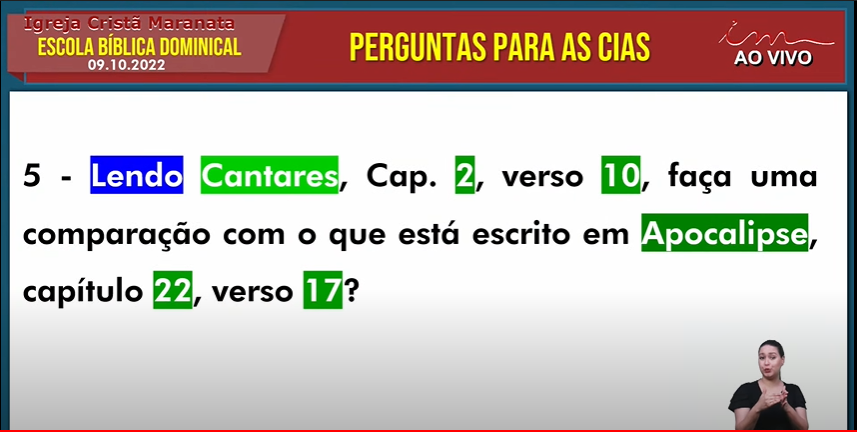 Igreja Cristã Maranata
ESCOLA BÍBLICA DOMINICAL
09.10.2022
PERGUNTAS PARA AS CIAS
AO VIVO
5 - Lendo Cantares, Cap. 2, verso 10, faça uma
comparação com o que está escrito em Apocalipse,
capítulo 22, verso 17?